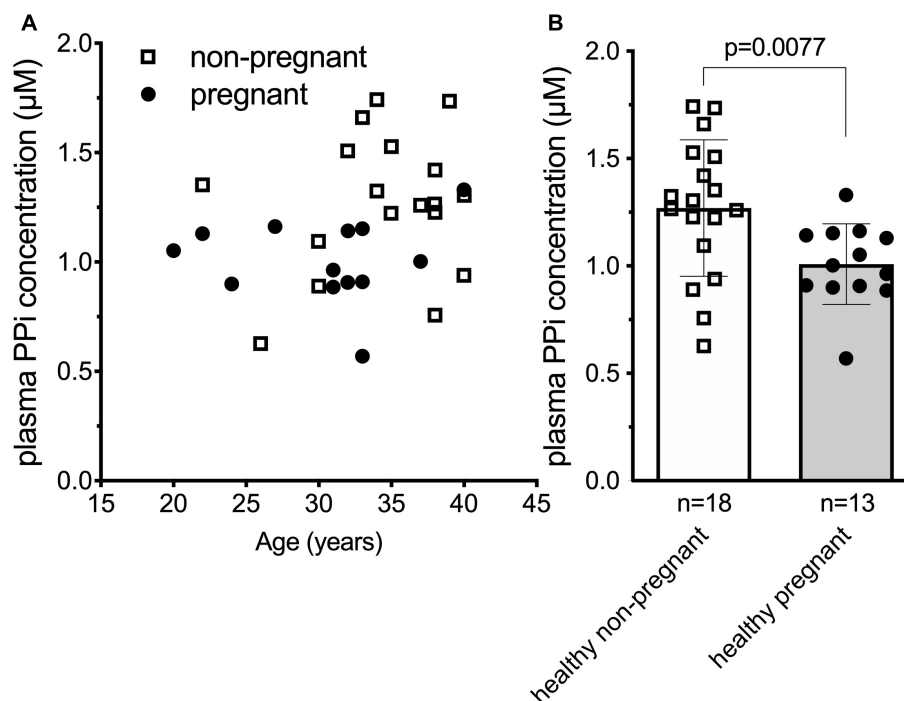 A
plasma PPi concentration (µM)
2.0
1.5
1.0
0.5
0.0
non-pregnant
pregnant
15 20 25 30 35 40 45
Age (years)
B
plasma PPi concentration (µM)
2.0
1.5
1.0
0.5
0.0
p=0.0077
n=18 n=13
healthy non-pregnant
healthy pregnant